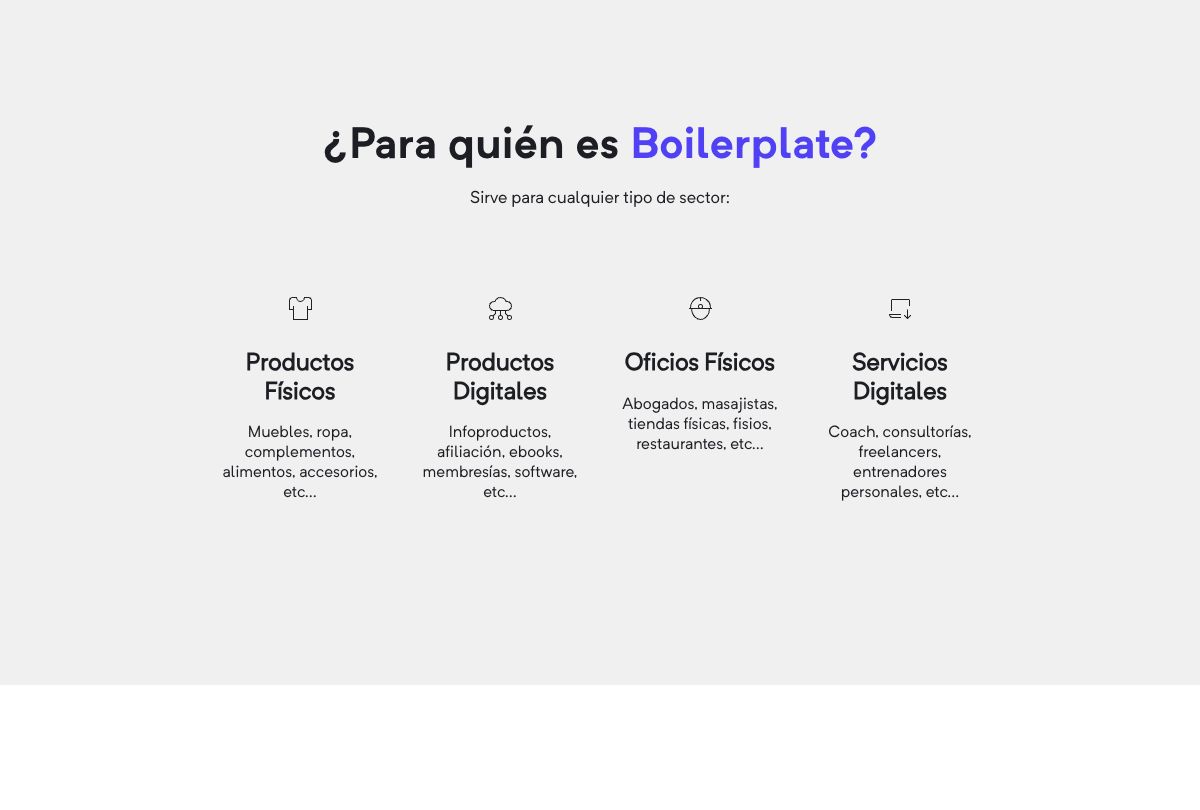 ¿Para quién es Boilerplate?
Sirve para cualquier tipo de sector:
Productos
Físicos
Muebles, ropa,
complementos,
alimentos, accesorios,
etc...
Productos
Digitales
Infoproductos,
afiliación, ebooks,
membresías, software,
etc...
Oficios Físicos
Abogados, masajistas,
tiendas físicas, fisios,
restaurantes, etc...
Servicios
Digitales
Coach, consultorías,
freelancers,
entrenadores
personales, etc...